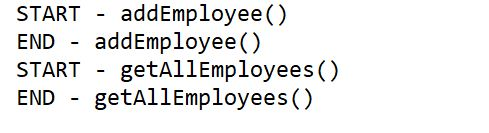 START - addEmployee()
END - addEmployee()
START - getAllEmployees()
END - getAllEmployees()